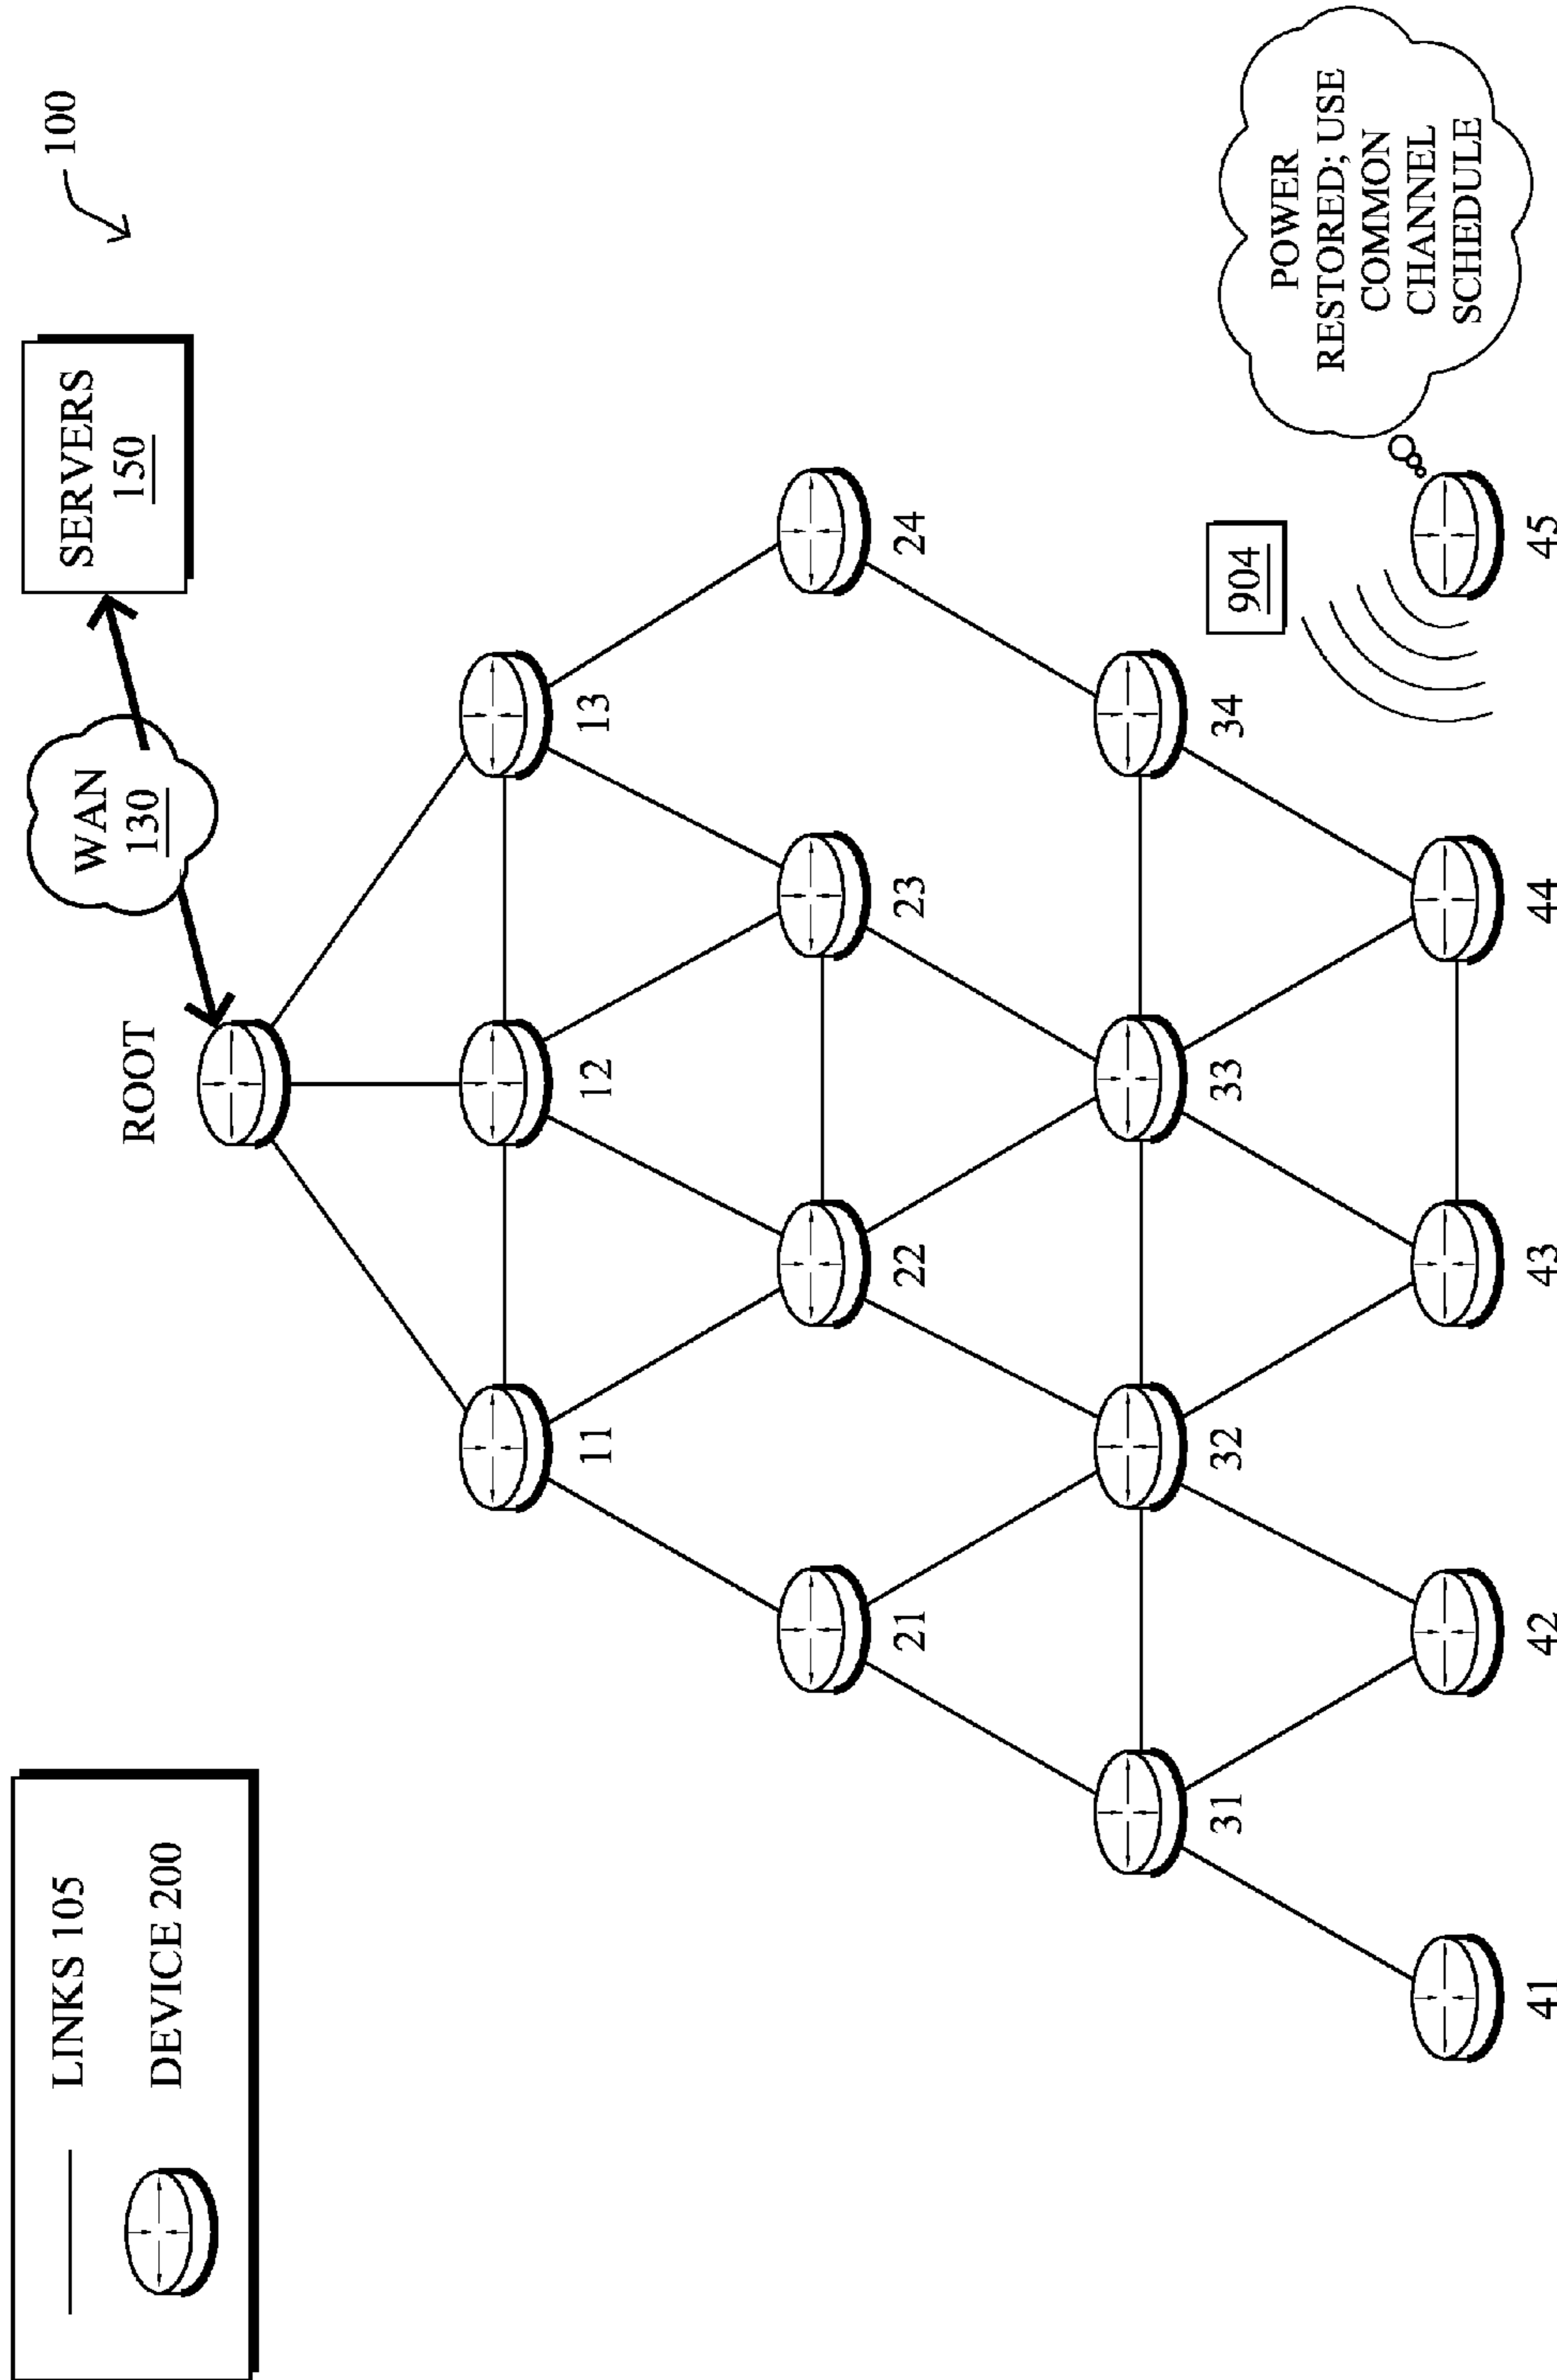 LINKS 105
DEVICE 200
100
SERVERS
150
WAN
130
ROOT
11
12
13
21
22
23
24
31
32
33
34
904
41
42
43
44
45
POWER
RESTORED; USE
COMMON
CHANNEL
SCHEDULE